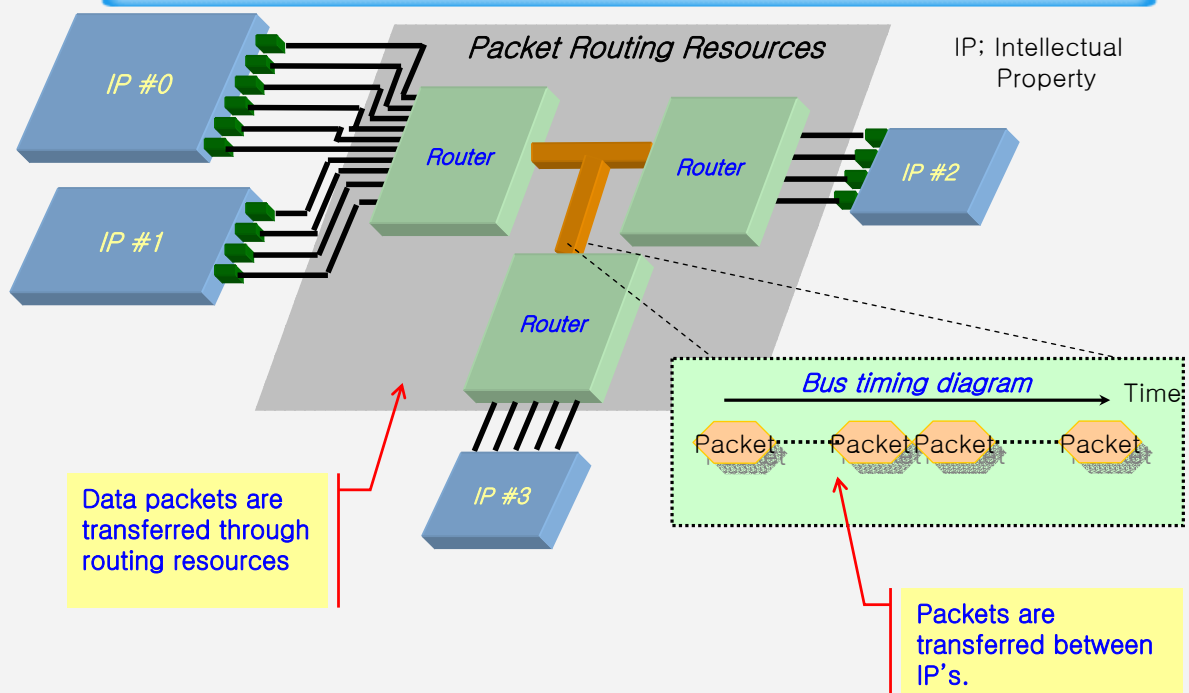 Packet Routing Resources
IP; Intellectual
Property
IP #0
Router
Router
IP #2
IP #1
Router
Bus timing diagram
Time
Packet
Packet
Packet
Packet
IP #3
Data packets are
transferred through
routing resources
Packets are
transferred between
IP's.